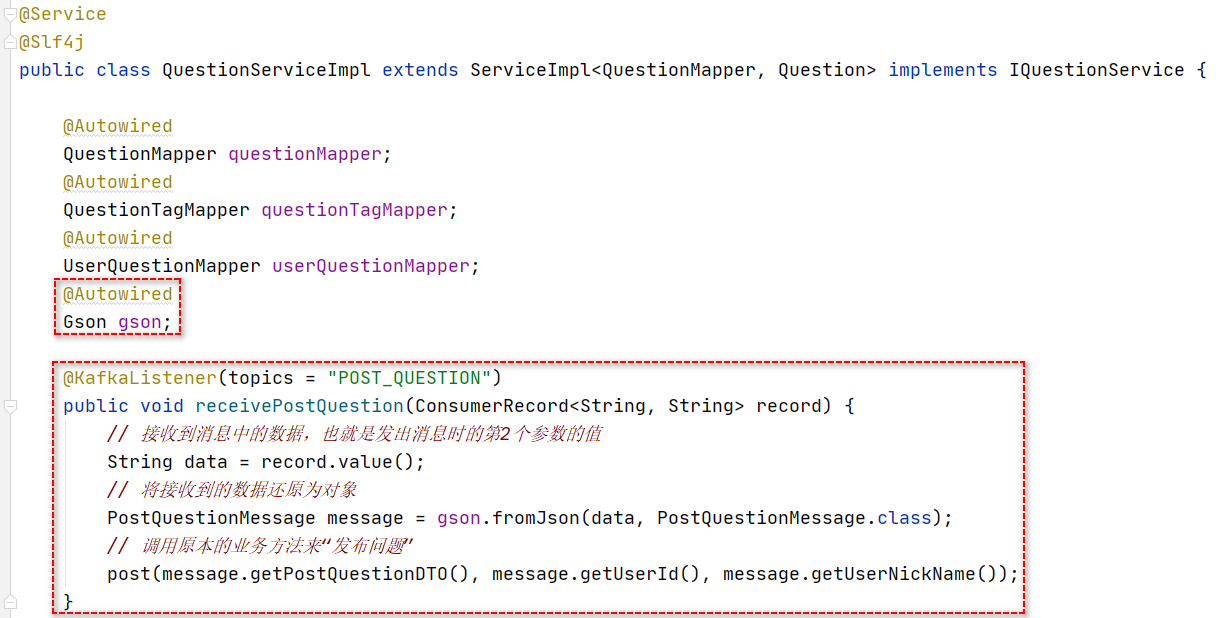 @Service
@Slf4j
public class QuestionServiceImpl extends ServiceImpl<QuestionMapper, Question> implements IQuestionService {
@Autowired
QuestionMapper questionMapper;
@Autowired
QuestionTagMapper questionTagMapper;
@Autowired
UserQuestionMapper userQuestionMapper;
@Autowired
Gson gson;
@KafkaListener(topics = "POST_QUESTION")
public void receivePostQuestion(ConsumerRecord<String, String> record) {
// 接收到消息中的数据，也就是发出消息时的第2个参数的值
String data = record.value();
// 将接收到的数据还原为对象
PostQuestionMessage message = gson.fromJson(data, PostQuestionMessage.class);
// 调用原本的业务方法来“发布问题”
post(message.getPostQuestionDTO(), message.getUserId(), message.getUserNickName());
}